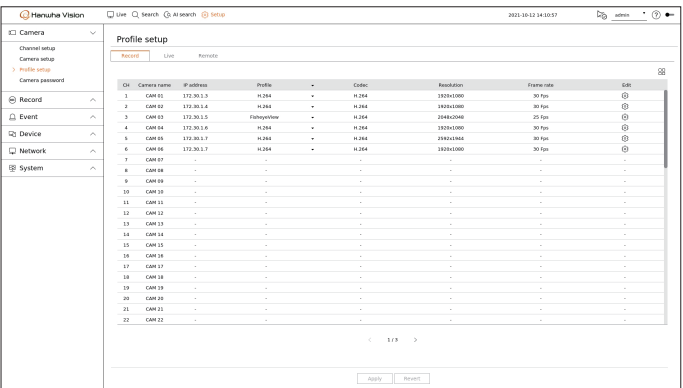 Hanwha Vision Live Search AI search Setup 2021-10-12 14:10:57 admin
Camera
Channel setup
Camera setup
Profile setup
Camera password
Record
Event
Device
Network
System
Profile setup
Record Live Remote
CH Camera name IP address Profile Codec Resolution Frame rate Edit
1 CAM 01 172.30.1.3 H.264 H.264 1920x1080 30 Fps
2 CAM 02 172.30.1.4 H.264 H.264 1920x1080 30 Fps
3 CAM 03 172.30.1.5 FisheyeView H.264 2048x2048 25 Fps
4 CAM 04 172.30.1.6 H.264 H.264 1920x1080 30 Fps
5 CAM 05 172.30.1.7 H.264 H.264 2592x1944 30 Fps
6 CAM 06 172.30.1.7 H.264 H.264 1920x1080 30 Fps
7 CAM 07 - - - - - -
8 CAM 08 - - - - - -
9 CAM 09 - - - - - -
10 CAM 10 - - - - - -
11 CAM 11 - - - - - -
12 CAM 12 - - - - - -
13 CAM 13 - - - - - -
14 CAM 14 - - - - - -
15 CAM 15 - - - - - -
16 CAM 16 - - - - - -
17 CAM 17 - - - - - -
18 CAM 18 - - - - - -
19 CAM 19 - - - - - -
20 CAM 20 - - - - - -
21 CAM 21 - - - - - -
22 CAM 22 - - - - - -
< 1/3 >
Apply Revert